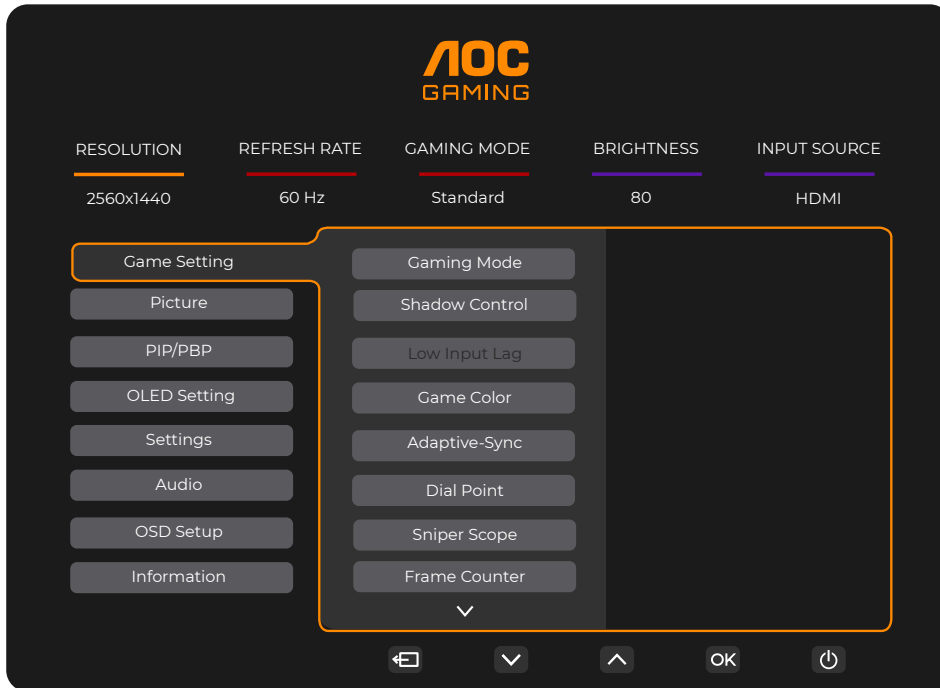 AOC
GAMING
RESOLUTION REFRESH RATE GAMING MODE BRIGHTNESS INPUT SOURCE
2560x1440 60 Hz Standard 80 HDMI
Game Setting
Picture
PIP/PBP
OLED Setting
Settings
Audio
OSD Setup
Information
Gaming Mode
Shadow Control
Low Input Lag
Game Color
Adaptive-Sync
Dial Point
Sniper Scope
Frame Counter
OK